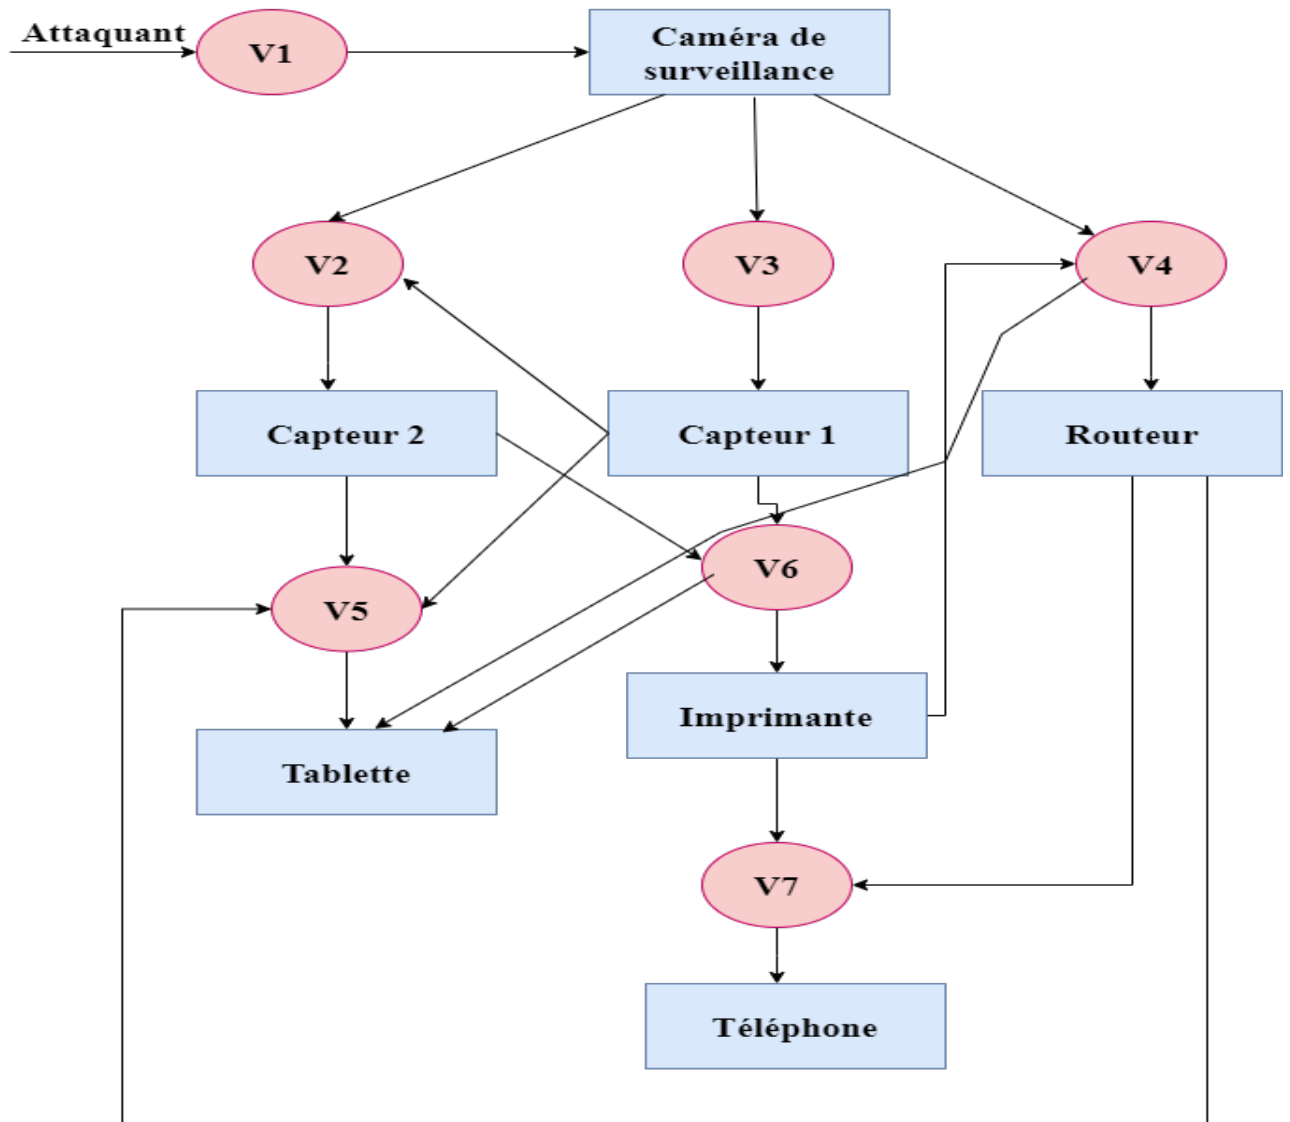 Attaquant
V1
Caméra de
surveillance
V2
V3
V4
Capteur 2
Capteur 1
Routeur
V6
V5
Imprimante
Tablette
V7
Téléphone